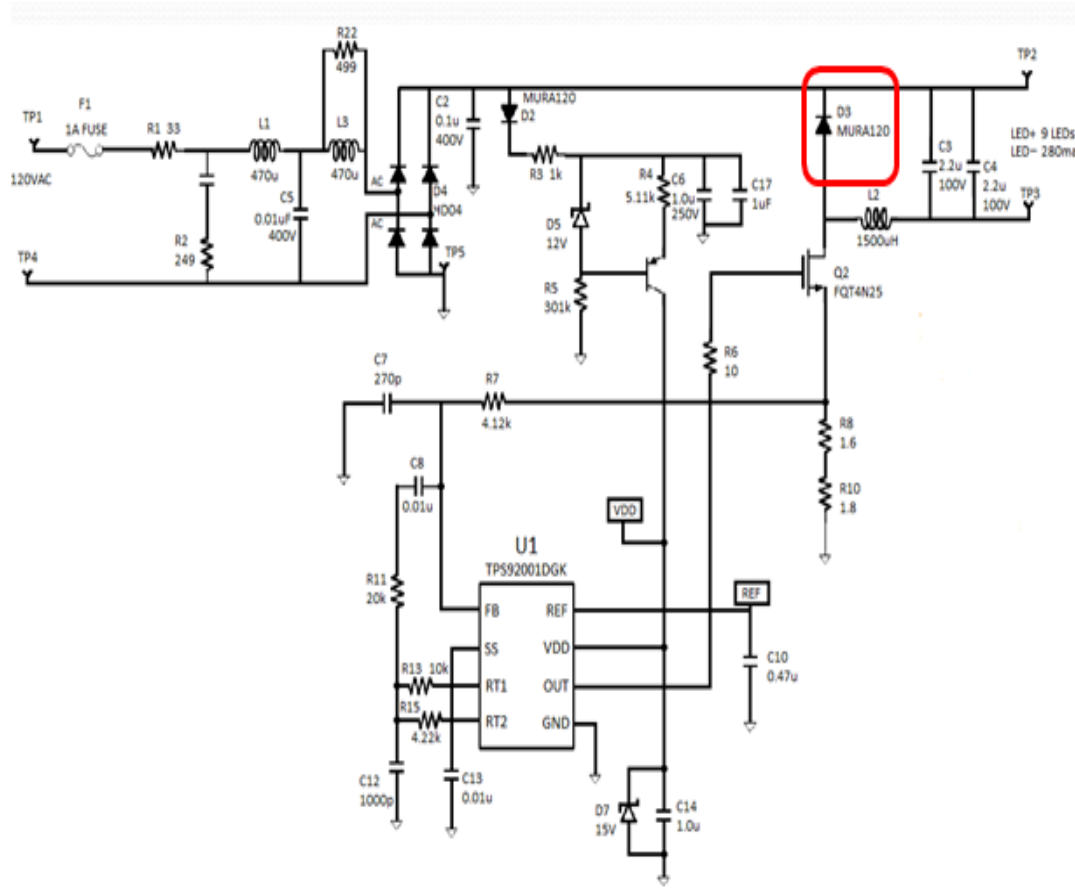 R22
499
TP1
F1
1A FUSE
R1 33
L1
470u
L3
470u
120VAC
C5
0.01uF
400V
R2
249
TP4
AC
AC
D4
HD04
TP5
C2
0.1u
400V
MURA120
D2
R3 1k
D5
12V
R4
5.11k
C6
1.0u
250V
C17
1uF
R5
301k
D3
MURA120
L2
1500uH
C3
2.2u
100V
C4
2.2u
100V
TP2
LED+ 9 LEDs
LED- 280ma
TP3
Q2
FQT4N25
R6
10
C7
270p
R7
4.12k
R8
1.6
R10
1.8
C8
0.01u
VDD
U1
TPS92001DGK
R11
20k
FB
REF
SS
VDD
RT1
OUT
RT2
GND
REF
R13 10k
R15
4.22k
C10
0.47u
C12
1000p
C13
0.01u
D7
15V
C14
1.0u